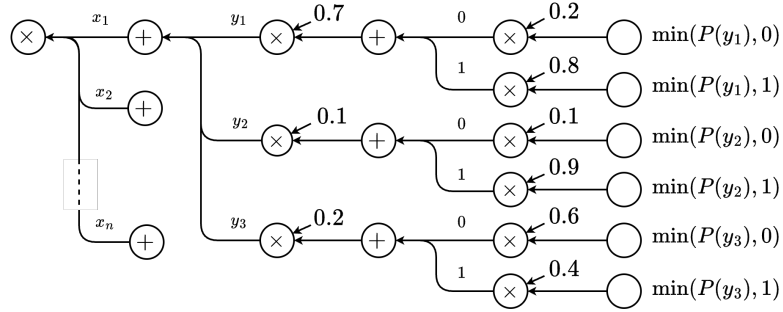 x₁ y₁ 0.7 0 0.2 min(P(y₁), 0)
× + × + ×
1 0.8 min(P(y₁), 1)
×
x₂ y₂ 0.1 0 0.1 min(P(y₂), 0)
+ × + ×
1 0.9 min(P(y₂), 1)
×
xₙ y₃ 0.2 0 0.6 min(P(y₃), 0)
+ × + ×
1 0.4 min(P(y₃), 1)
×